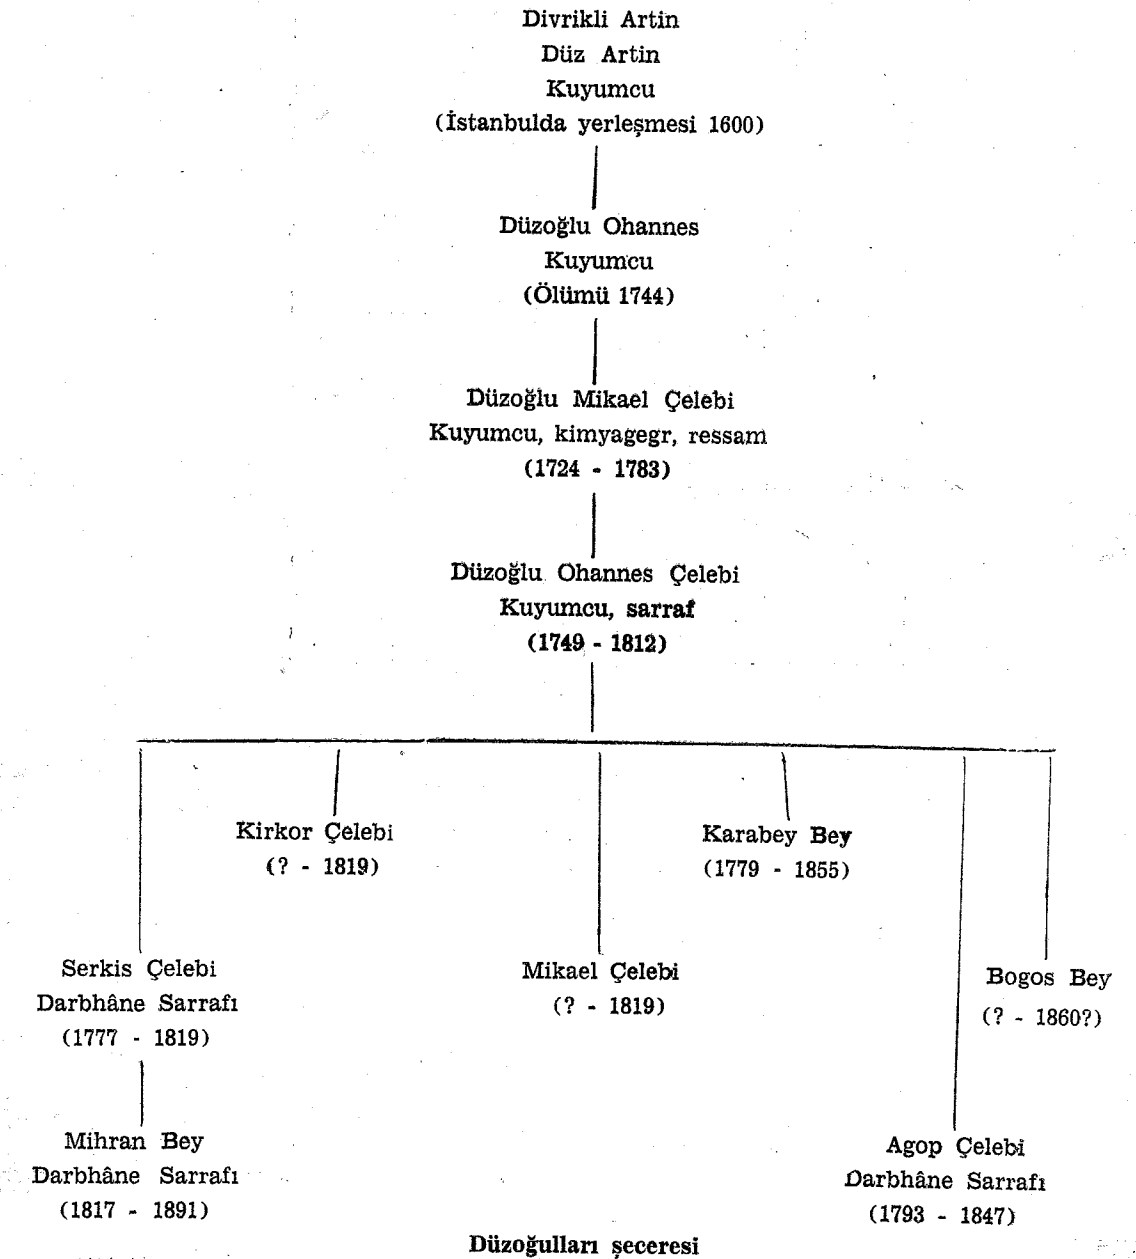 Divrikli Artin
Düz Artin
Kuyumcu
(İstanbulda yerleşmesi 1600)
Düzoğlu Ohannes
Kuyumcu
(Ölümü 1744)
Düzoğlu Mikael Çelebi
Kuyumcu, kimyagegr, ressam
(1724 - 1783)
Düzoğlu Ohannes Çelebi
Kuyumcu, sarraf
(1749 - 1812)
Kirkor Çelebi
(? - 1819)
Karabey Bey
(1779 - 1855)
Serkis Çelebi
Darbhâne Sarrafı
(1777 - 1819)
Mikael Çelebi
(? - 1819)
Bogos Bey
(? - 1860?)
Mihran Bey
Darbhâne Sarrafı
(1817 - 1891)
Agop Çelebi
Darbhâne Sarrafı
(1793 - 1847)
Düzoğulları şeceresi